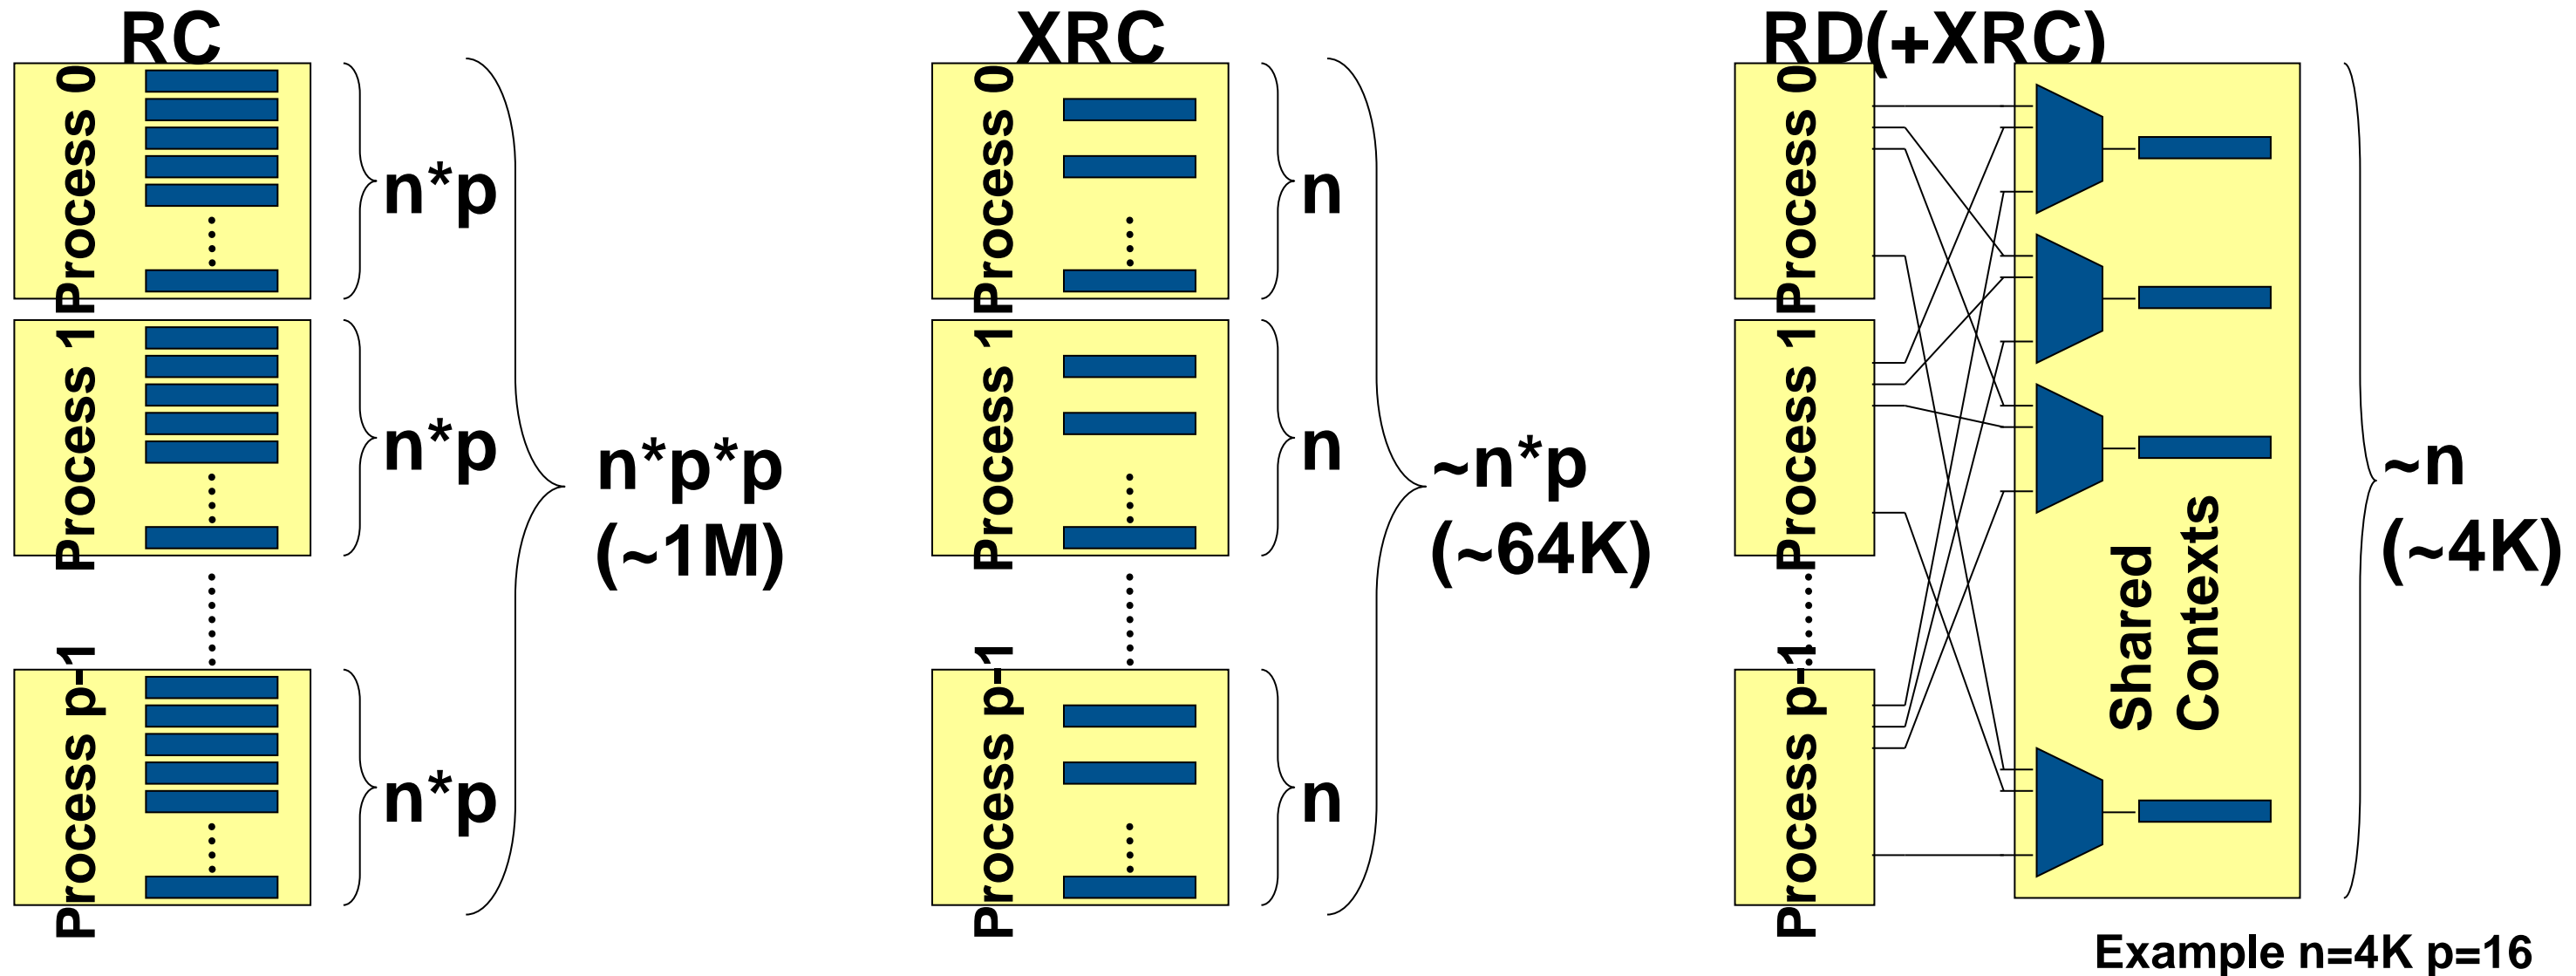 RC
Process 0
n*p
Process 1
n*p
n*p*p
(~1M)
Process p-1
n*p
XRC
Process 0
n
Process 1
n
~n*p
(~64K)
Process p-1
n
RD(+XRC)
Process 0
Process 1
Process p-1
Shared
Contexts
~n
(~4K)
Example n=4K p=16